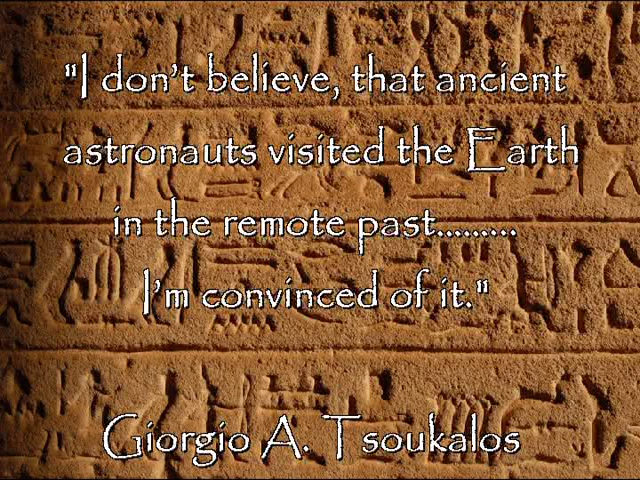 "I don’t believe, that ancient
astronauts visited the Earth
in the remote past.........
I’m convinced of it."
Giorgio A. Tsoukalos